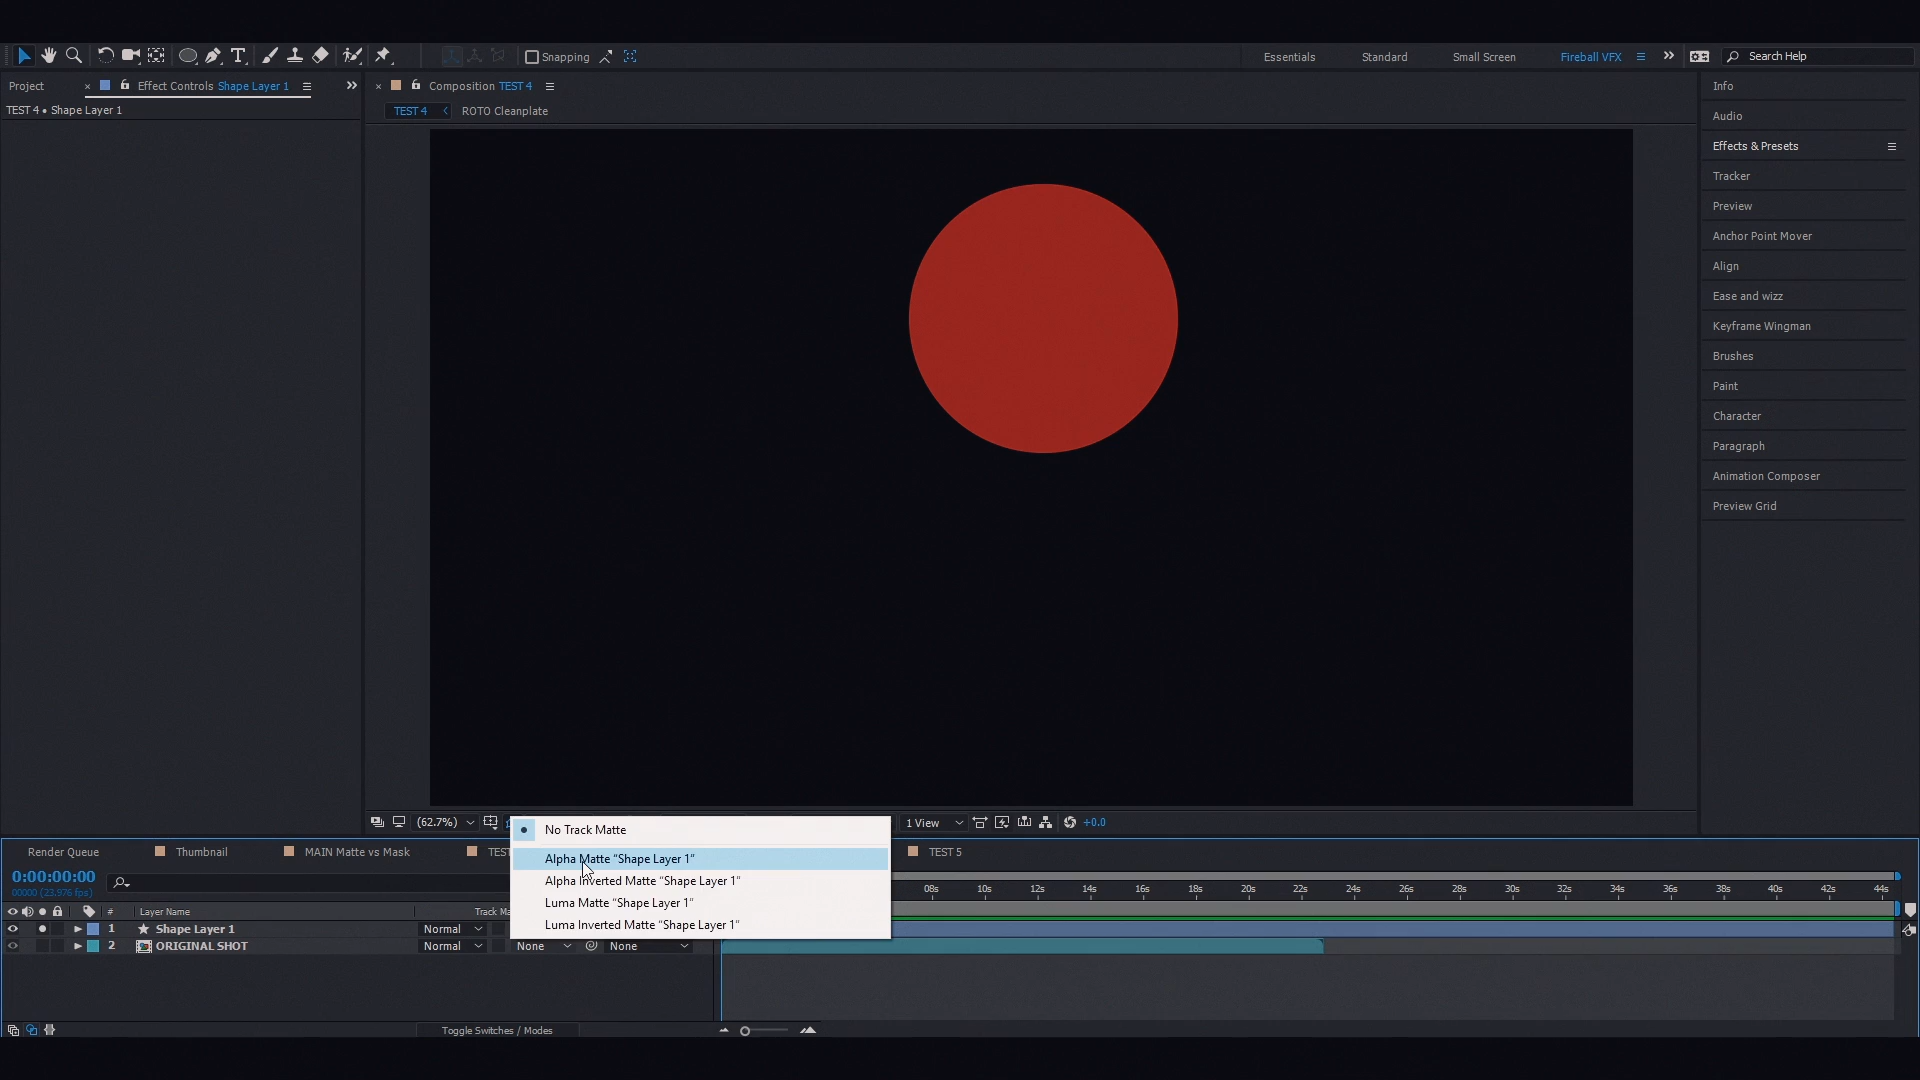 Snapping
Essentials
Standard
Small Screen
Fireball VFX
Search Help
Project
Effect Controls Shape Layer 1
Composition TEST 4
TEST 4 • Shape Layer 1
TEST 4
ROTO Cleanplate
Info
Audio
Effects & Presets
Tracker
Preview
Anchor Point Mover
Align
Ease and wizz
Keyframe Wingman
Brushes
Paint
Character
Paragraph
Animation Composer
Preview Grid
(62.7%)
1 View
+0.0
No Track Matte
Alpha Matte "Shape Layer 1"
Alpha Inverted Matte "Shape Layer 1"
Luma Matte "Shape Layer 1"
Luma Inverted Matte "Shape Layer 1"
Render Queue
Thumbnail
MAIN Matte vs Mask
TEST 5
0:00:00:00
00000 (23.976 fps)
08s 10s 12s 14s 16s 18s 20s 22s 24s 26s 28s 30s 32s 34s 36s 38s 40s 42s 44s
# Layer Name Track Ma
1 Shape Layer 1 Normal
2 ORIGINAL SHOT Normal None None
Toggle Switches / Modes